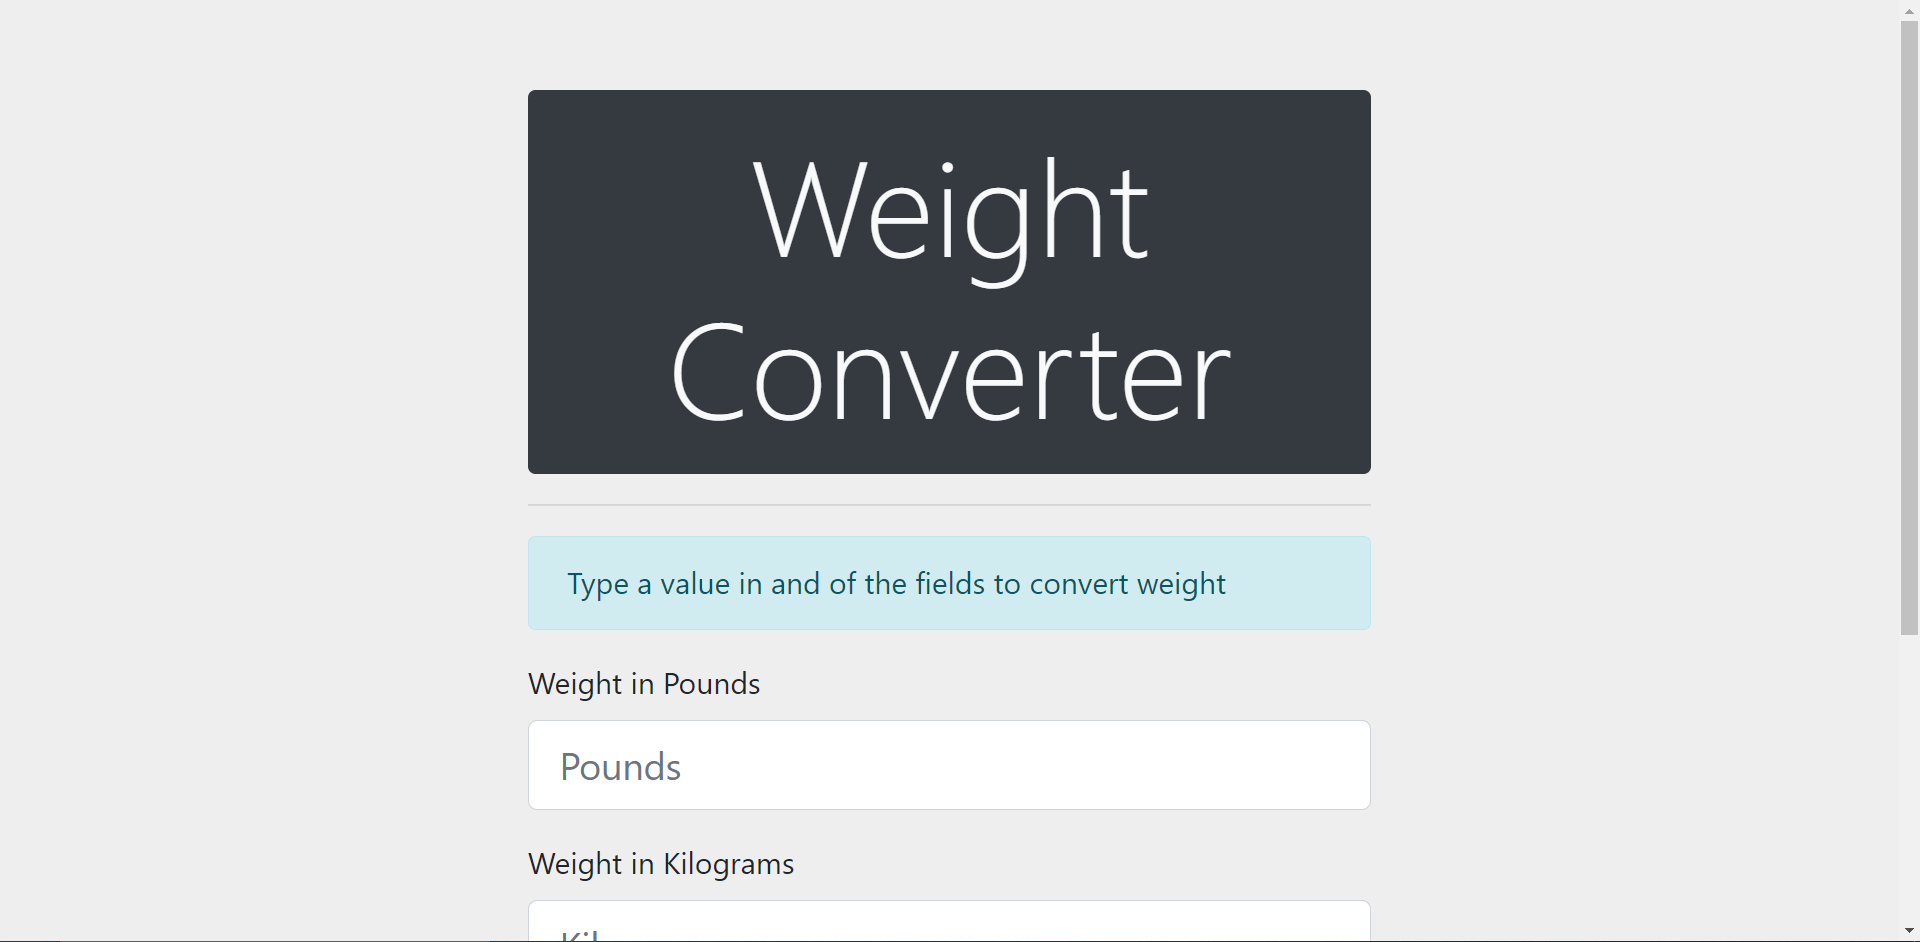 Weight
Converter
Type a value in and of the fields to convert weight
Weight in Pounds
Pounds
Weight in Kilograms